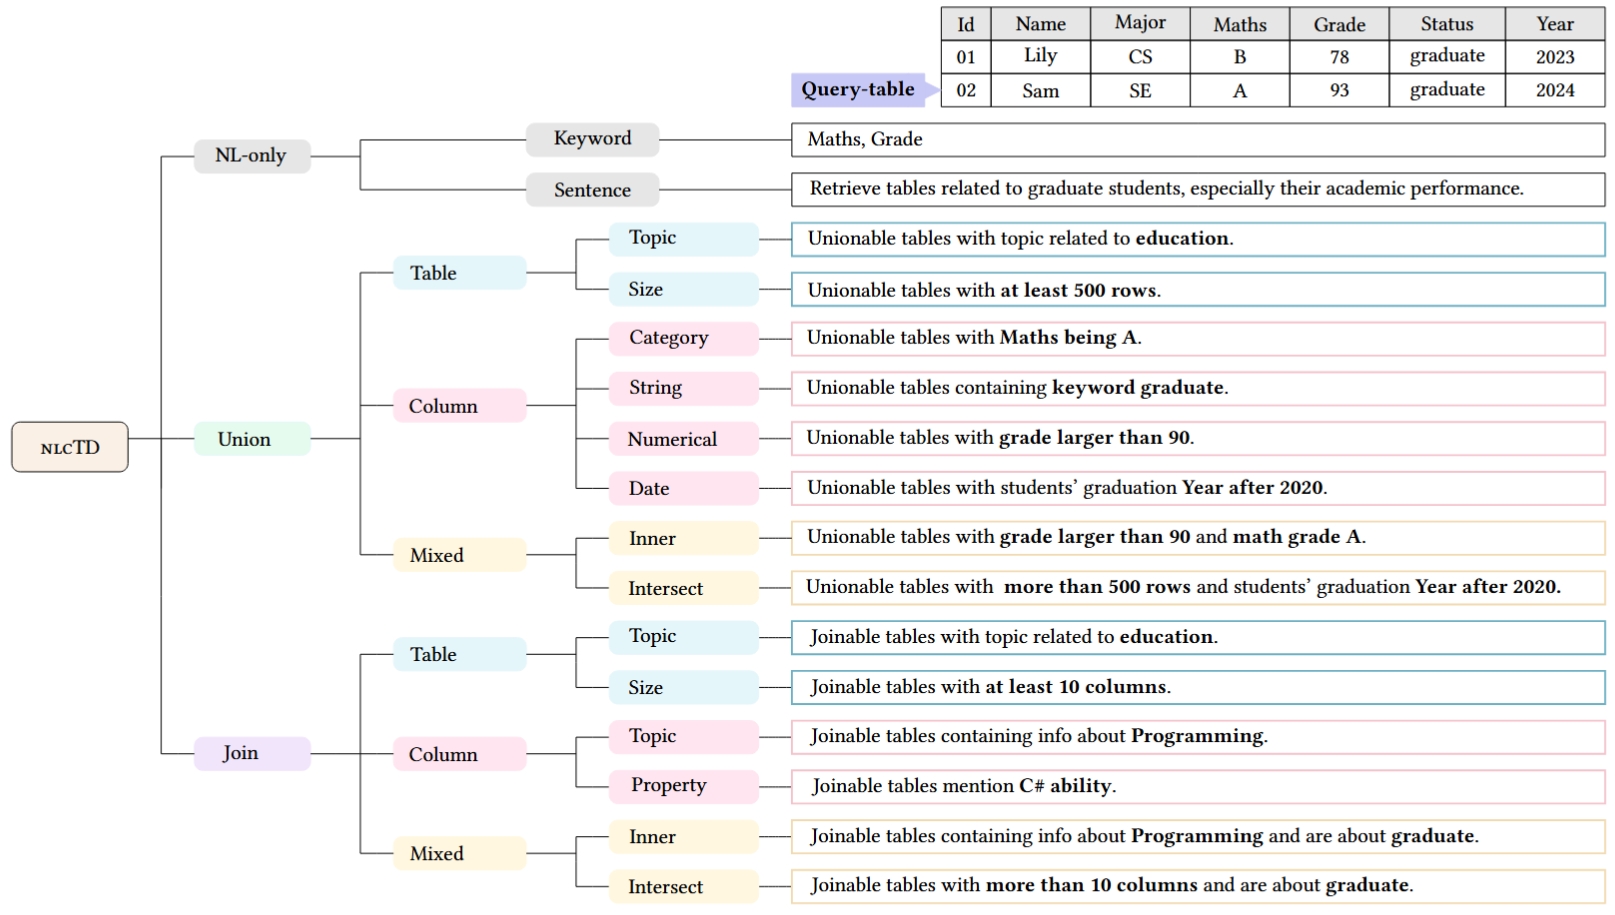 Id Name Major Maths Grade Status Year
01 Lily CS B 78 graduate 2023
Query-table
02 Sam SE A 93 graduate 2024
NL-only
Keyword
Maths, Grade
Sentence
Retrieve tables related to graduate students, especially their academic performance.
NLCTD
Union
Table
Topic
Unionable tables with topic related to education.
Size
Unionable tables with at least 500 rows.
Column
Category
Unionable tables with Maths being A.
String
Unionable tables containing keyword graduate.
Numerical
Unionable tables with grade larger than 90.
Date
Unionable tables with students’ graduation Year after 2020.
Mixed
Inner
Unionable tables with grade larger than 90 and math grade A.
Intersect
Unionable tables with more than 500 rows and students’ graduation Year after 2020.
Join
Table
Topic
Joinable tables with topic related to education.
Size
Joinable tables with at least 10 columns.
Column
Topic
Joinable tables containing info about Programming.
Property
Joinable tables mention C# ability.
Mixed
Inner
Joinable tables containing info about Programming and are about graduate.
Intersect
Joinable tables with more than 10 columns and are about graduate.